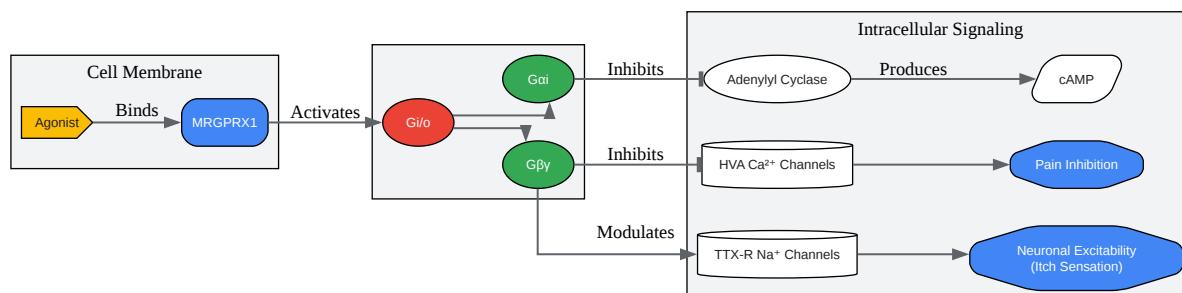 Intracellular Signaling
Cell Membrane
Agonist
Binds
MRGPRX1
Activates
Gi/o
Gαi
Gβγ
Inhibits
Adenylyl Cyclase
Produces
cAMP
Inhibits
HVA Ca²⁺ Channels
Pain Inhibition
Modulates
TTX-R Na⁺ Channels
Neuronal Excitability
(Itch Sensation)